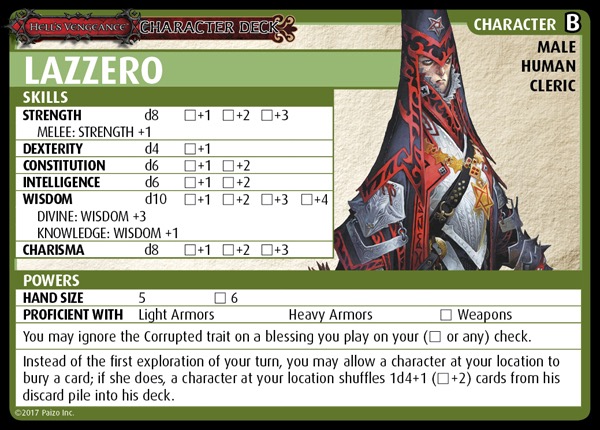 HELL'S VENGEANCE CHARACTER DECK
CHARACTER B
LAZZERO
MALE
HUMAN
CLERIC
SKILLS
STRENGTH d8 □+1 □+2 □+3
MELEE: STRENGTH +1
DEXTERITY d4 □+1
CONSTITUTION d6 □+1 □+2
INTELLIGENCE d6 □+1 □+2
WISDOM d10 □+1 □+2 □+3 □+4
DIVINE: WISDOM +3
KNOWLEDGE: WISDOM +1
CHARISMA d8 □+1 □+2 □+3
POWERS
HAND SIZE 5 □ 6
PROFICIENT WITH Light Armors Heavy Armors □ Weapons
You may ignore the Corrupted trait on a blessing you play on your (□ or any) check.
Instead of the first exploration of your turn, you may allow a character at your location to
bury a card; if she does, a character at your location shuffles 1d4+1 (□+2) cards from his
discard pile into his deck.
©2017 Paizo Inc.